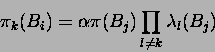 π_k(B_i) = απ(B_j) ∏_{l≠k} λ_l(B_j)